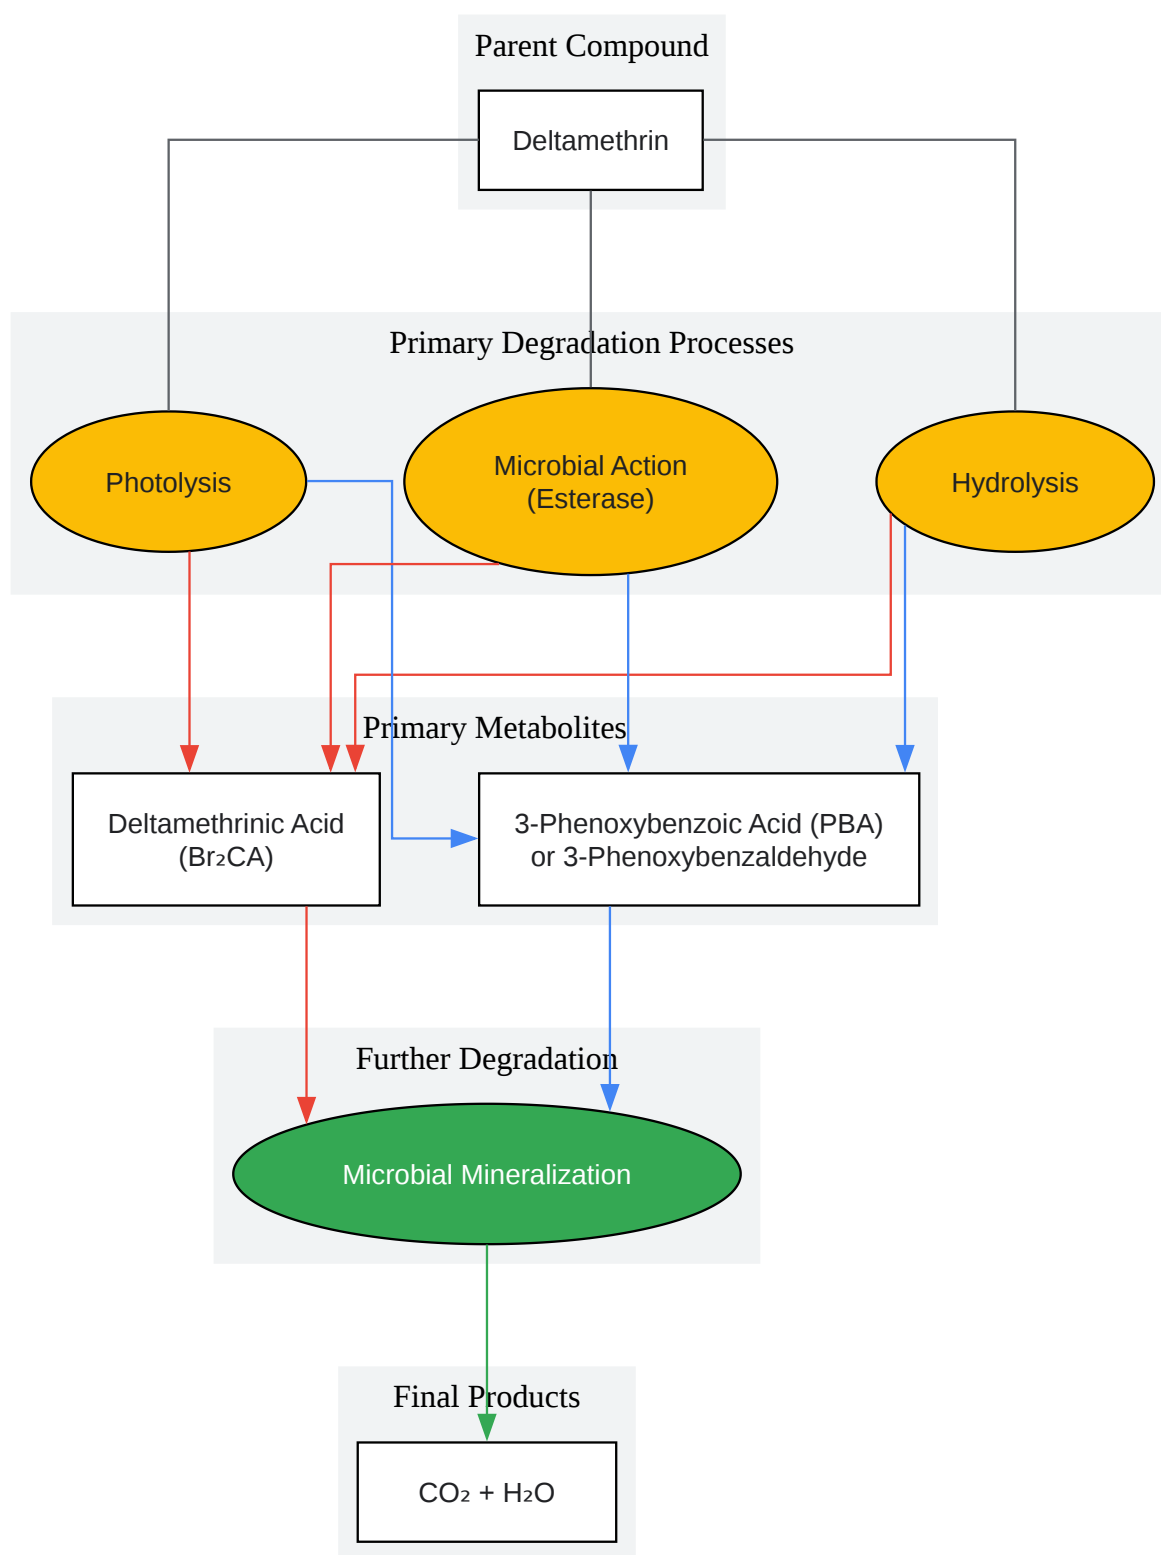 Parent Compound
Deltamethrin
Primary Degradation Processes
Photolysis
Microbial Action
(Esterase)
Hydrolysis
Primary Metabolites
Deltamethrinic Acid
(Br₂CA)
3-Phenoxybenzoic Acid (PBA)
or 3-Phenoxybenzaldehyde
Further Degradation
Microbial Mineralization
Final Products
CO₂ + H₂O